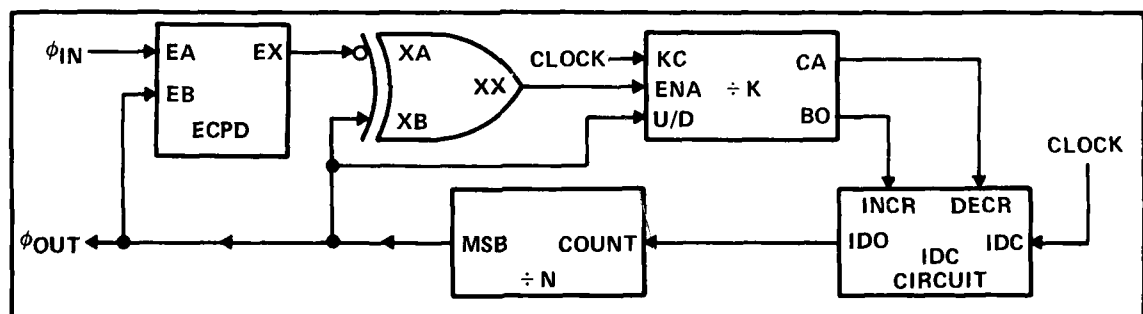 ϕIN
EA
EX
EB
ECPD
XA
XB
XX
CLOCK
KC
ENA
U/D
÷ K
CA
BO
CLOCK
INCR
DECR
IDO
IDC
IDC
CIRCUIT
MSB
COUNT
÷ N
ϕOUT